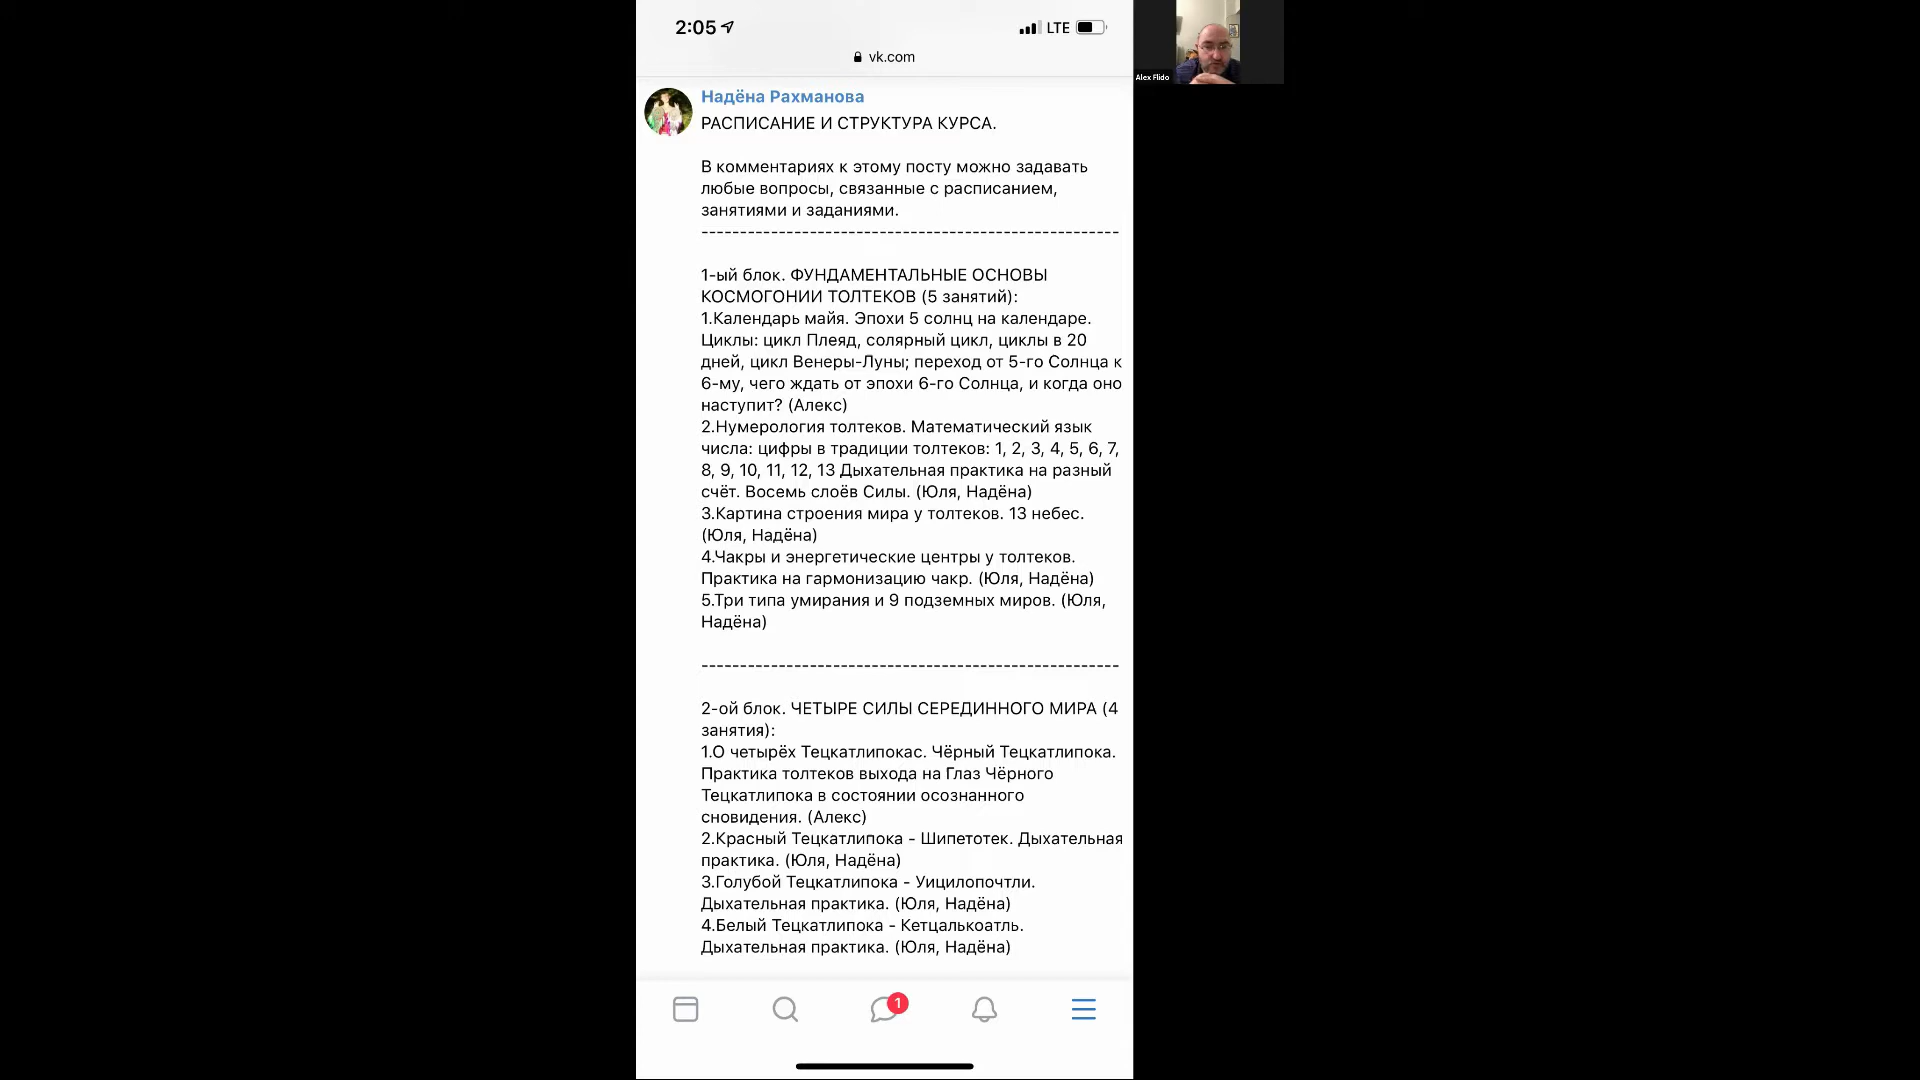 2:05
LTE
vk.com
Alex Flido
Надёна Рахманова
РАСПИСАНИЕ И СТРУКТУРА КУРСА.
В комментариях к этому посту можно задавать
любые вопросы, связанные с расписанием,
занятиями и заданиями.
------------------------------------------------------
1-ый блок. ФУНДАМЕНТАЛЬНЫЕ ОСНОВЫ
КОСМОГОНИИ ТОЛТЕКОВ (5 занятий):
1.Календарь майя. Эпохи 5 солнц на календаре.
Циклы: цикл Плеяд, солярный цикл, циклы в 20
дней, цикл Венеры-Луны; переход от 5-го Солнца к
6-му, чего ждать от эпохи 6-го Солнца, и когда оно
наступит? (Алекс)
2.Нумерология толтеков. Математический язык
числа: цифры в традиции толтеков: 1, 2, 3, 4, 5, 6, 7,
8, 9, 10, 11, 12, 13 Дыхательная практика на разный
счёт. Восемь слоёв Силы. (Юля, Надёна)
3.Картина строения мира у толтеков. 13 небес.
(Юля, Надёна)
4.Чакры и энергетические центры у толтеков.
Практика на гармонизацию чакр. (Юля, Надёна)
5.Три типа умирания и 9 подземных миров. (Юля,
Надёна)
------------------------------------------------------
2-ой блок. ЧЕТЫРЕ СИЛЫ СЕРЕДИННОГО МИРА (4
занятия):
1.О четырёх Тецкатлипокас. Чёрный Тецкатлипока.
Практика толтеков выхода на Глаз Чёрного
Тецкатлипока в состоянии осознанного
сновидения. (Алекс)
2.Красный Тецкатлипока - Шипетотек. Дыхательная
практика. (Юля, Надёна)
3.Голубой Тецкатлипока - Уицилопочтли.
Дыхательная практика. (Юля, Надёна)
4.Белый Тецкатлипока - Кетцалькоатль.
Дыхательная практика. (Юля, Надёна)
1